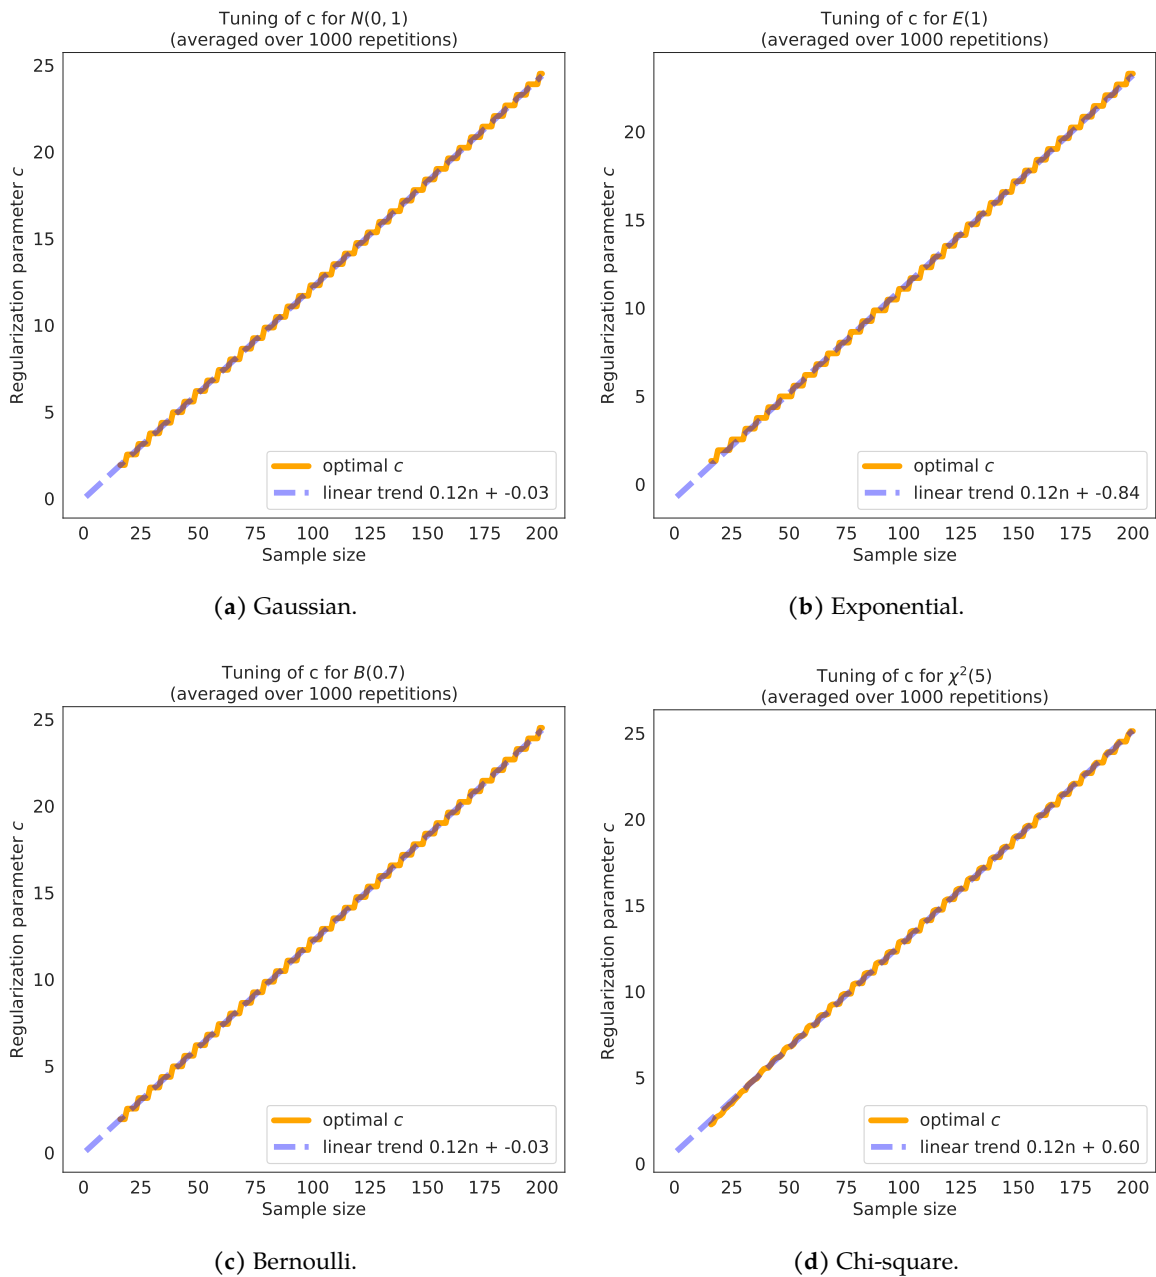 Tuning of c for N(0, 1)
(averaged over 1000 repetitions)
25
20
15
10
5
0
Regularization parameter c
optimal c
linear trend 0.12n + -0.03
0 25 50 75 100 125 150 175 200
Sample size
(a) Gaussian.
Tuning of c for E(1)
(averaged over 1000 repetitions)
20
15
10
5
0
Regularization parameter c
optimal c
linear trend 0.12n + -0.84
0 25 50 75 100 125 150 175 200
Sample size
(b) Exponential.
Tuning of c for B(0.7)
(averaged over 1000 repetitions)
25
20
15
10
5
0
Regularization parameter c
optimal c
linear trend 0.12n + -0.03
0 25 50 75 100 125 150 175 200
Sample size
(c) Bernoulli.
Tuning of c for χ²(5)
(averaged over 1000 repetitions)
25
20
15
10
5
0
Regularization parameter c
optimal c
linear trend 0.12n + 0.60
0 25 50 75 100 125 150 175 200
Sample size
(d) Chi-square.